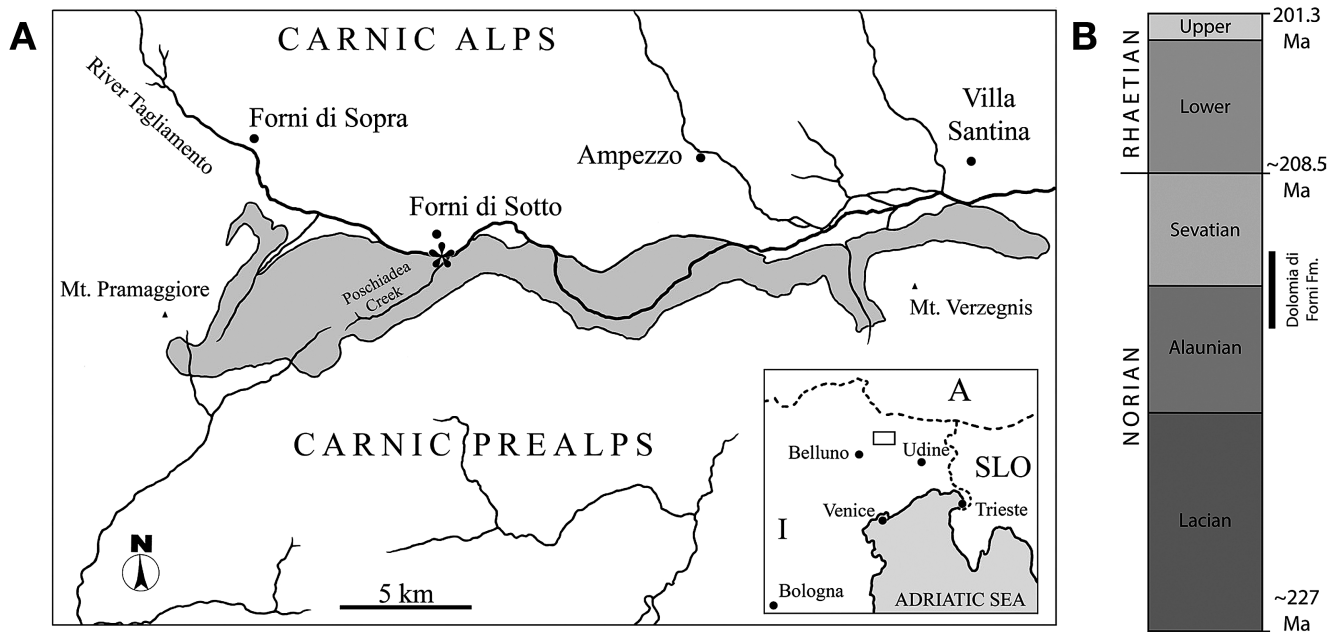 A
CARNIC ALPS
River Tagliamento
Forni di Sopra
Villa
Santina
Ampezzo
Forni di Sotto
Poschiadea
Creek
Mt. Pramaggiore
Mt. Verzegnis
CARNIC PREALPS
N
5 km
A
Belluno
Udine
SLO
Venice
Trieste
I
Bologna
ADRIATIC SEA
B
RHAETIAN
Upper
201.3
Ma
Lower
~208.5
Ma
NORIAN
Sevatian
Dolomia di
Forni Fm.
Alaunian
Lacian
~227
Ma